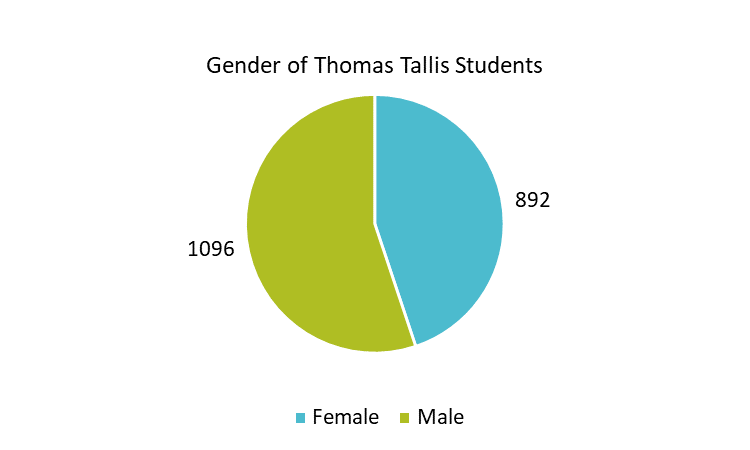 Gender of Thomas Tallis Students
892
1096
Female
Male